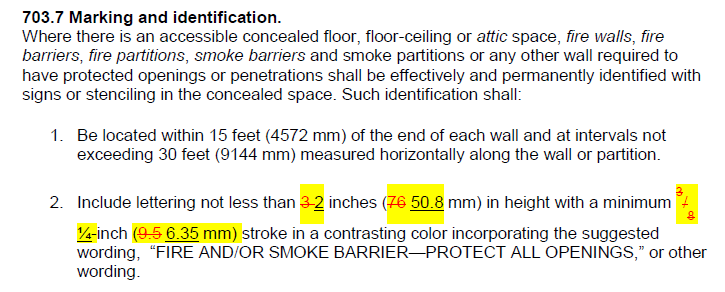 703.7 Marking and identification.
Where there is an accessible concealed floor, floor-ceiling or attic space, fire walls, fire
barriers, fire partitions, smoke barriers and smoke partitions or any other wall required to
have protected openings or penetrations shall be effectively and permanently identified with
signs or stenciling in the concealed space. Such identification shall:
1. Be located within 15 feet (4572 mm) of the end of each wall and at intervals not
exceeding 30 feet (9144 mm) measured horizontally along the wall or partition.
2. Include lettering not less than 3 2 inches (76 50.8 mm) in height with a minimum 3/8
¼-inch (9.5 6.35 mm) stroke in a contrasting color incorporating the suggested
wording, “FIRE AND/OR SMOKE BARRIER—PROTECT ALL OPENINGS,” or other
wording.